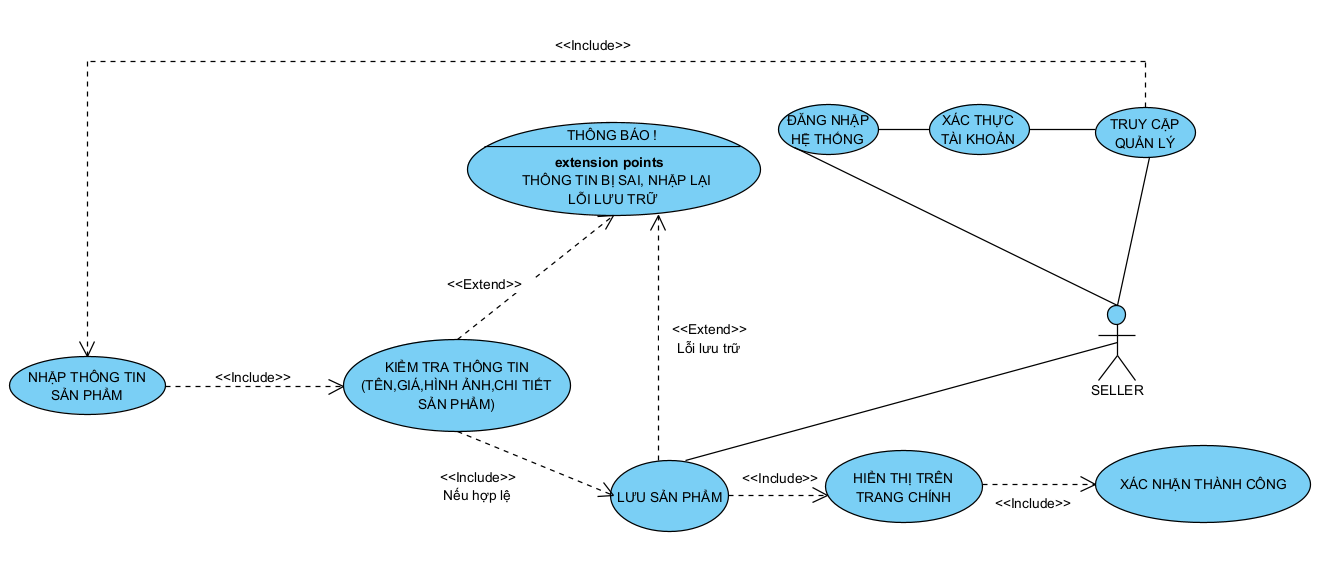 <<Include>>
ĐĂNG NHẬP
HỆ THỐNG
XÁC THỰC
TÀI KHOẢN
TRUY CẬP
QUẢN LÝ
THÔNG BÁO !
extension points
THÔNG TIN BỊ SAI, NHẬP LẠI
LỖI LƯU TRỮ
<<Extend>>
<<Extend>>
Lỗi lưu trữ
NHẬP THÔNG TIN
SẢN PHẨM
<<Include>>
KIỂM TRA THÔNG TIN
(TÊN,GIÁ,HÌNH ẢNH,CHI TIẾT
SẢN PHẨM)
SELLER
<<Include>>
Nếu hợp lệ
LƯU SẢN PHẨM
<<Include>>
HIỂN THỊ TRÊN
TRANG CHÍNH
<<Include>>
XÁC NHẬN THÀNH CÔNG